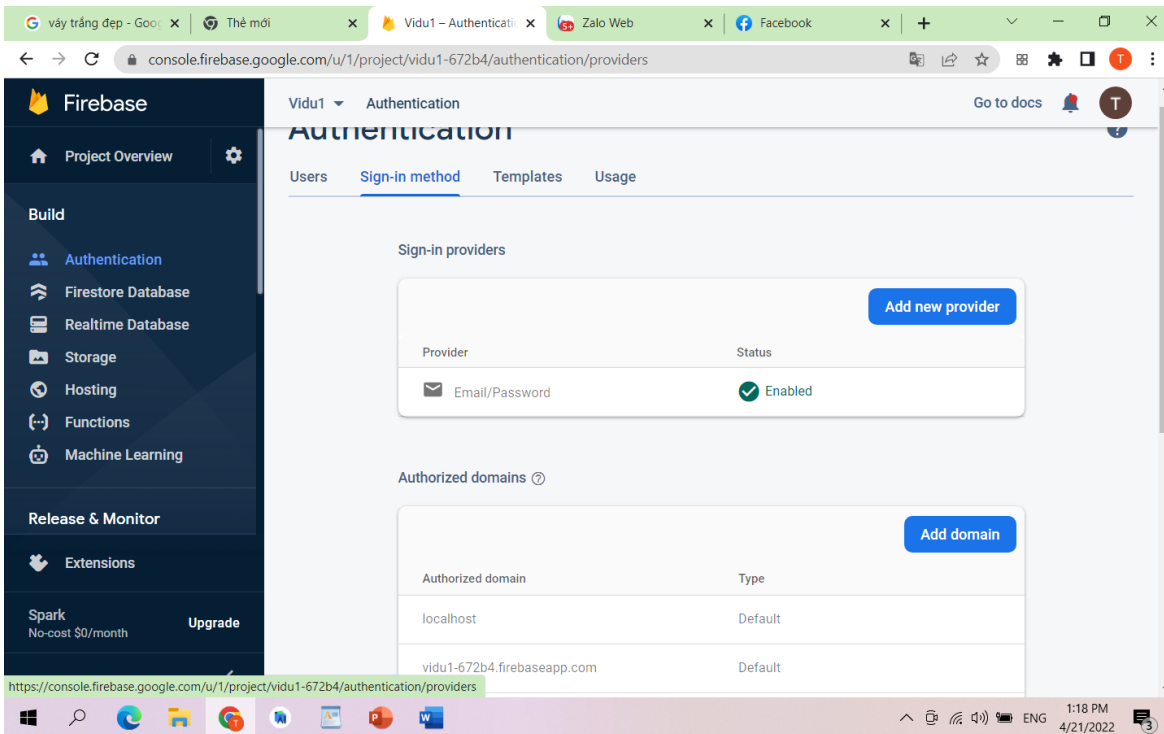 váy trắng đẹp - Goog
Thẻ mới
Vidu1 – Authenticati
5+
Zalo Web
Facebook
console.firebase.google.com/u/1/project/vidu1-672b4/authentication/providers
T
Firebase
Vidu1
Authentication
Go to docs
T
Authentication
?
Project Overview
Users
Sign-in method
Templates
Usage
Build
Authentication
Firestore Database
Realtime Database
Storage
Hosting
Functions
Machine Learning
Release & Monitor
Extensions
Spark
No-cost $0/month
Upgrade
Sign-in providers
Add new provider
Provider
Status
Email/Password
Enabled
Authorized domains
Add domain
Authorized domain
Type
localhost
Default
vidu1-672b4.firebaseapp.com
Default
https://console.firebase.google.com/u/1/project/vidu1-672b4/authentication/providers
ENG
1:18 PM
4/21/2022
3